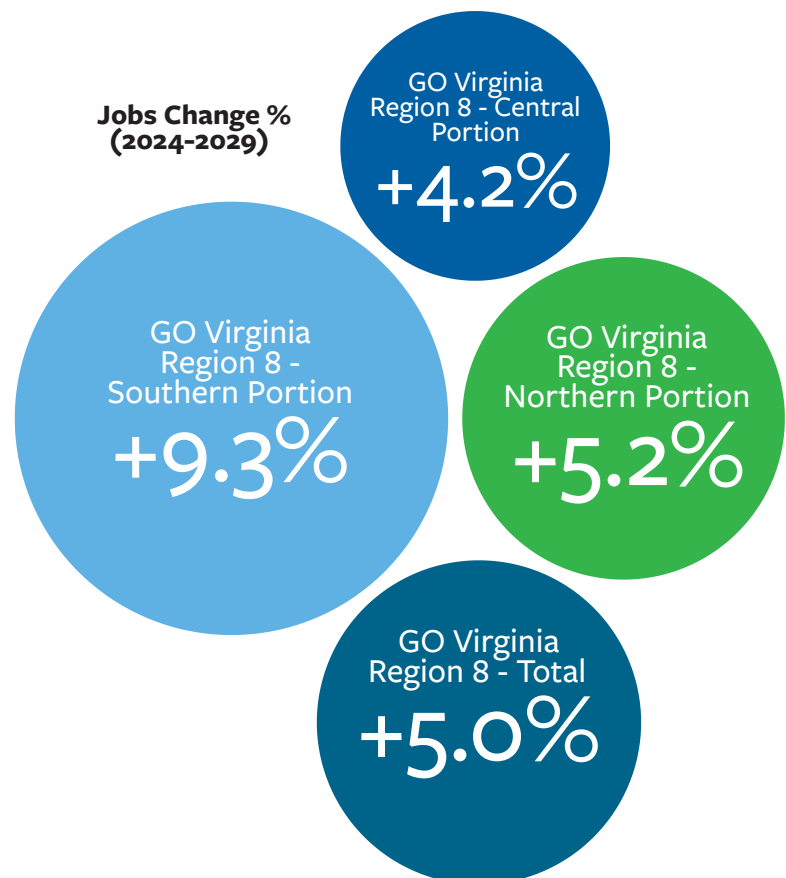 Jobs Change %
(2024-2029)
GO Virginia
Region 8 - Central
Portion
+4.2%
GO Virginia
Region 8 -
Southern Portion
+9.3%
GO Virginia
Region 8 -
Northern Portion
+5.2%
GO Virginia
Region 8 - Total
+5.0%